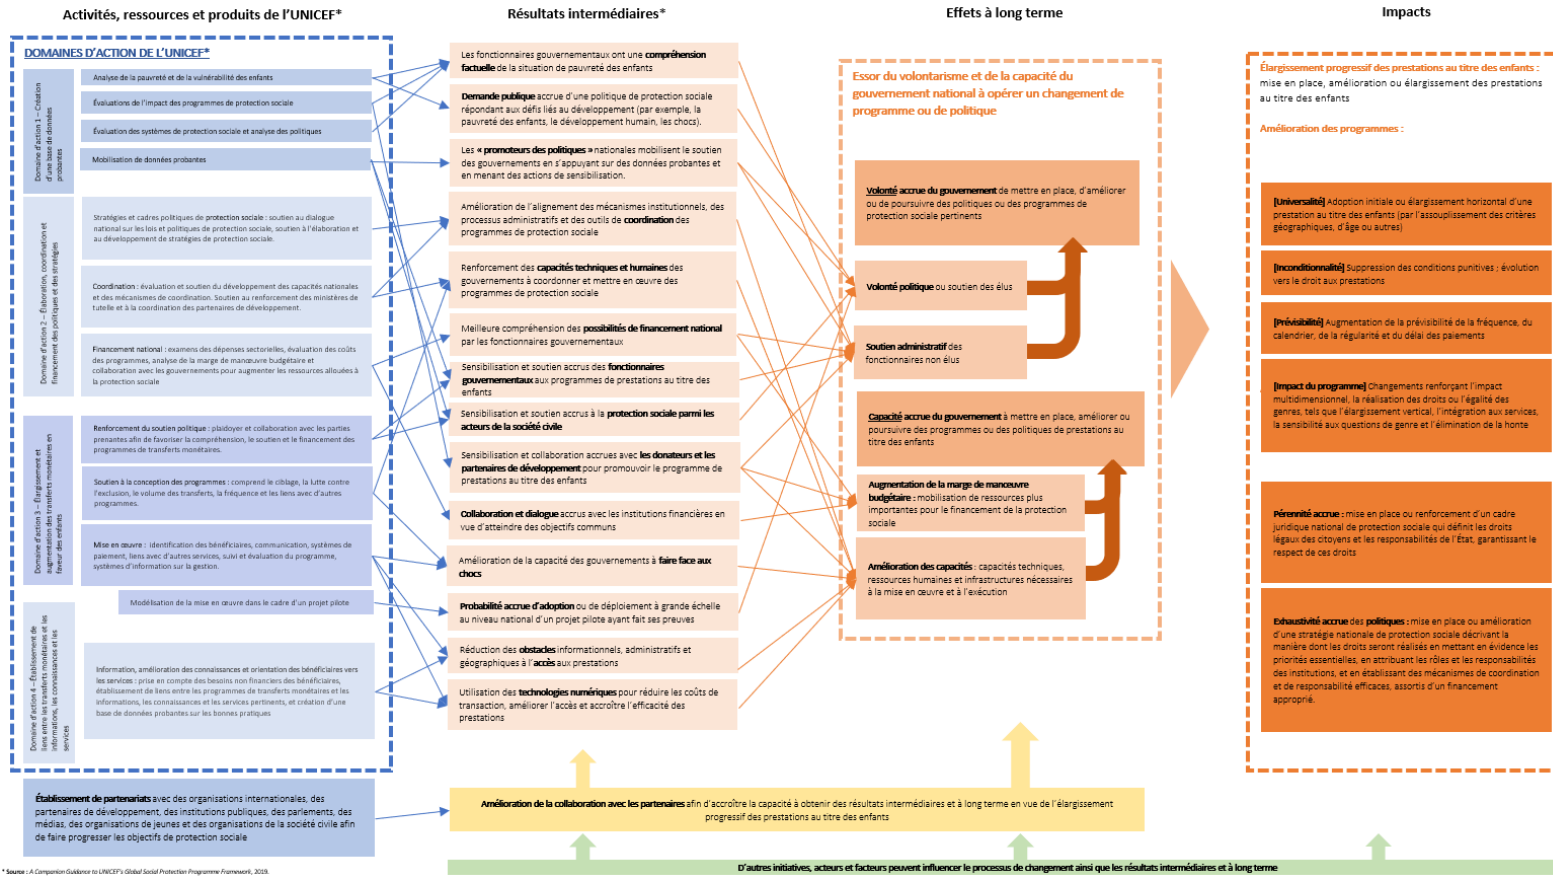 Activités, ressources et produits de l’UNICEF*
Résultats intermédiaires*
Effets à long terme
Impacts
DOMAINES D’ACTION DE L’UNICEF*
Domaine d’action 1 – Création
d’une base de données
probantes
Analyse de la pauvreté et de la vulnérabilité des enfants
Évaluations de l’impact des programmes de protection sociale
Évaluation des systèmes de protection sociale et analyse des politiques
Mobilisation de données probantes
Domaine d’action 2 – Élaboration, coordination et
financement des politiques et des stratégies
Stratégies et cadres politiques de protection sociale : soutien au dialogue
national sur les lois et politiques de protection sociale, soutien à l’élaboration et
au développement de stratégies de protection sociale.
Coordination : évaluation et soutien du développement des capacités nationales
et des mécanismes de coordination. Soutien au renforcement des ministères de
tutelle et à la coordination des partenaires de développement.
Financement national : examens des dépenses sectorielles, évaluation des coûts
des programmes, analyse de la marge de manœuvre budgétaire et
collaboration avec les gouvernements pour augmenter les ressources allouées à
la protection sociale
Domaine d’action 3 – Élargissement et
augmentation des transferts monétaires en
faveur des enfants
Renforcement du soutien politique : plaidoyer et collaboration avec les parties
prenantes afin de favoriser la compréhension, le soutien et le financement des
programmes de transferts monétaires.
Soutien à la conception des programmes : comprend le ciblage, la lutte contre
l’exclusion, le volume des transferts, la fréquence et les liens avec d’autres
programmes.
Mise en œuvre : identification des bénéficiaires, communication, systèmes de
paiement, liens avec d’autres services, suivi et évaluation du programme,
systèmes d’information sur la gestion.
Modélisation de la mise en œuvre dans le cadre d’un projet pilote
Domaine d’action 4 – Établissement de
liens entre les transferts monétaires et les
informations, les connaissances et les
services
Information, amélioration des connaissances et orientation des bénéficiaires vers
les services : prise en compte des besoins non financiers des bénéficiaires,
établissement de liens entre les programmes de transferts monétaires et les
informations, les connaissances et les services pertinents, et création d’une
base de données probantes sur les bonnes pratiques
Établissement de partenariats avec des organisations internationales, des
partenaires de développement, des institutions publiques, des parlements, des
médias, des organisations de jeunes et des organisations de la société civile afin
de faire progresser les objectifs de protection sociale
Les fonctionnaires gouvernementaux ont une compréhension
factuelle de la situation de pauvreté des enfants
Demande publique accrue d’une politique de protection sociale
répondant aux défis liés au développement (par exemple, la
pauvreté des enfants, le développement humain, les chocs).
Les « promoteurs des politiques » nationales mobilisent le soutien
des gouvernements en s’appuyant sur des données probantes et
en menant des actions de sensibilisation.
Amélioration de l’alignement des mécanismes institutionnels, des
processus administratifs et des outils de coordination des
programmes de protection sociale
Renforcement des capacités techniques et humaines des
gouvernements à coordonner et mettre en œuvre des
programmes de protection sociale
Meilleure compréhension des possibilités de financement national
par les fonctionnaires gouvernementaux
Sensibilisation et soutien accrus des fonctionnaires
gouvernementaux aux programmes de prestations au titre des
enfants
Sensibilisation et soutien accrus à la protection sociale parmi les
acteurs de la société civile
Sensibilisation et collaboration accrues avec les donateurs et les
partenaires de développement pour promouvoir le programme de
prestations au titre des enfants
Collaboration et dialogue accrus avec les institutions financières en
vue d’atteindre des objectifs communs
Amélioration de la capacité des gouvernements à faire face aux
chocs
Probabilité accrue d’adoption ou de déploiement à grande échelle
au niveau national d’un projet pilote ayant fait ses preuves
Réduction des obstacles informationnels, administratifs et
géographiques à l’accès aux prestations
Utilisation des technologies numériques pour réduire les coûts de
transaction, améliorer l’accès et accroître l’efficacité des
prestations
Essor du volontarisme et de la capacité du
gouvernement national à opérer un changement de
programme ou de politique
Volonté accrue du gouvernement de mettre en place, d’améliorer
ou de poursuivre des politiques ou des programmes de
protection sociale pertinents
Volonté politique ou soutien des élus
Soutien administratif des
fonctionnaires non élus
Capacité accrue du gouvernement à mettre en place, améliorer ou
poursuivre des programmes ou des politiques de prestations au
titre des enfants
Augmentation de la marge de manœuvre
budgétaire : mobilisation de ressources plus
importantes pour le financement de la protection
sociale
Amélioration des capacités : capacités techniques,
ressources humaines et infrastructures nécessaires
à la mise en œuvre et à l’exécution
Élargissement progressif des prestations au titre des enfants :
mise en place, amélioration ou élargissement des prestations
au titre des enfants
Amélioration des programmes :
[Universalité] Adoption initiale ou élargissement horizontal d’une
prestation au titre des enfants (par l’assouplissement des critères
géographiques, d’âge ou autres)
[Inconditionnalité] Suppression des conditions punitives ; évolution
vers le droit aux prestations
[Prévisibilité] Augmentation de la prévisibilité de la fréquence, du
calendrier, de la régularité et du délai des paiements
[Impact du programme] Changements renforçant l’impact
multidimensionnel, la réalisation des droits ou l’égalité des
genres, tels que l’élargissement vertical, l’intégration aux services,
la sensibilité aux questions de genre et l’élimination de la honte
Pérennité accrue : mise en place ou renforcement d’un cadre
juridique national de protection sociale qui définit les droits
légaux des citoyens et les responsabilités de l’État, garantissant le
respect de ces droits
Exhaustivité accrue des politiques : mise en place ou amélioration
d’une stratégie nationale de protection sociale décrivant la
manière dont les droits seront réalisés en mettant en évidence les
priorités essentielles, en attribuant les rôles et les responsabilités
des institutions, et en établissant des mécanismes de coordination
et de responsabilité efficaces, assortis d’un financement
approprié.
Amélioration de la collaboration avec les partenaires afin d’accroître la capacité à obtenir des résultats intermédiaires et à long terme en vue de l’élargissement
progressif des prestations au titre des enfants
D’autres initiatives, acteurs et facteurs peuvent influencer le processus de changement ainsi que les résultats intermédiaires et à long terme
* Source : A Companion Guidance to UNICEF’s Global Social Protection Programme Framework, 2019.